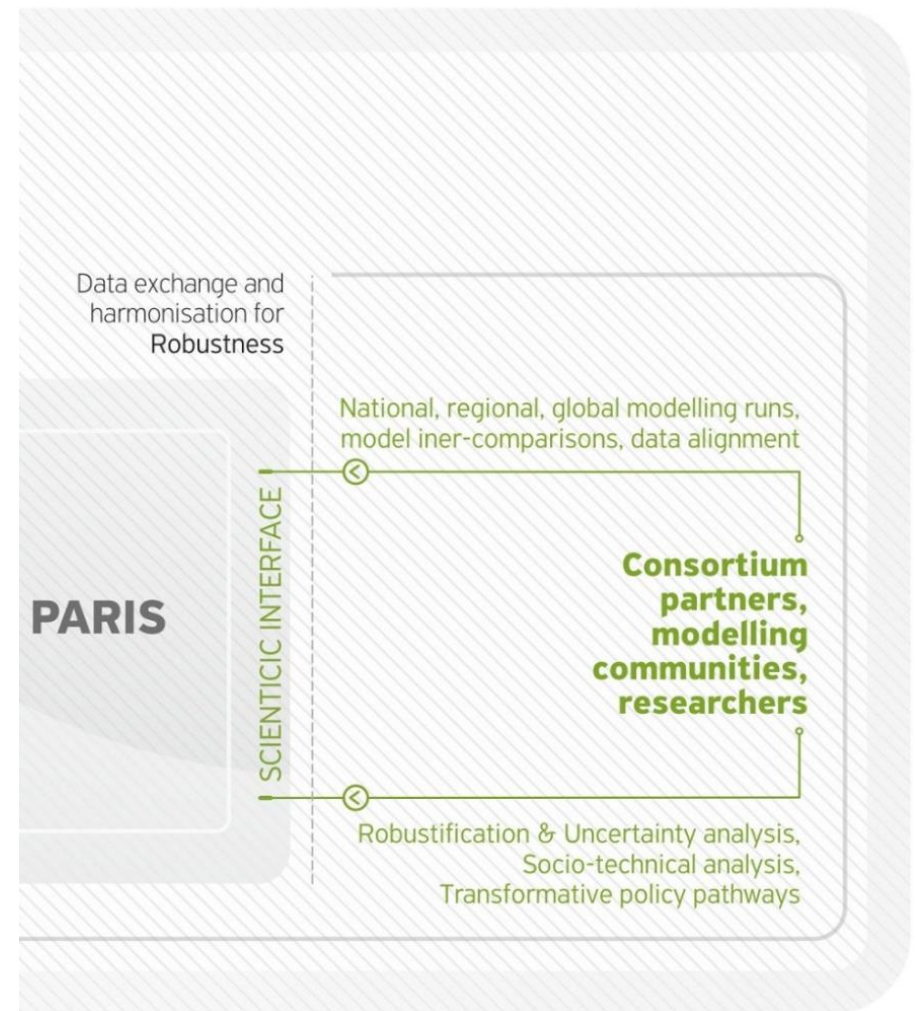 Data exchange and
harmonisation for
Robustness
National, regional, global modelling runs,
model iner-comparisons, data alignment
SCIENTICIC INTERFACE
PARIS
Consortium
partners,
modelling
communities,
researchers
Robustification & Uncertainty analysis,
Socio-technical analysis,
Transformative policy pathways